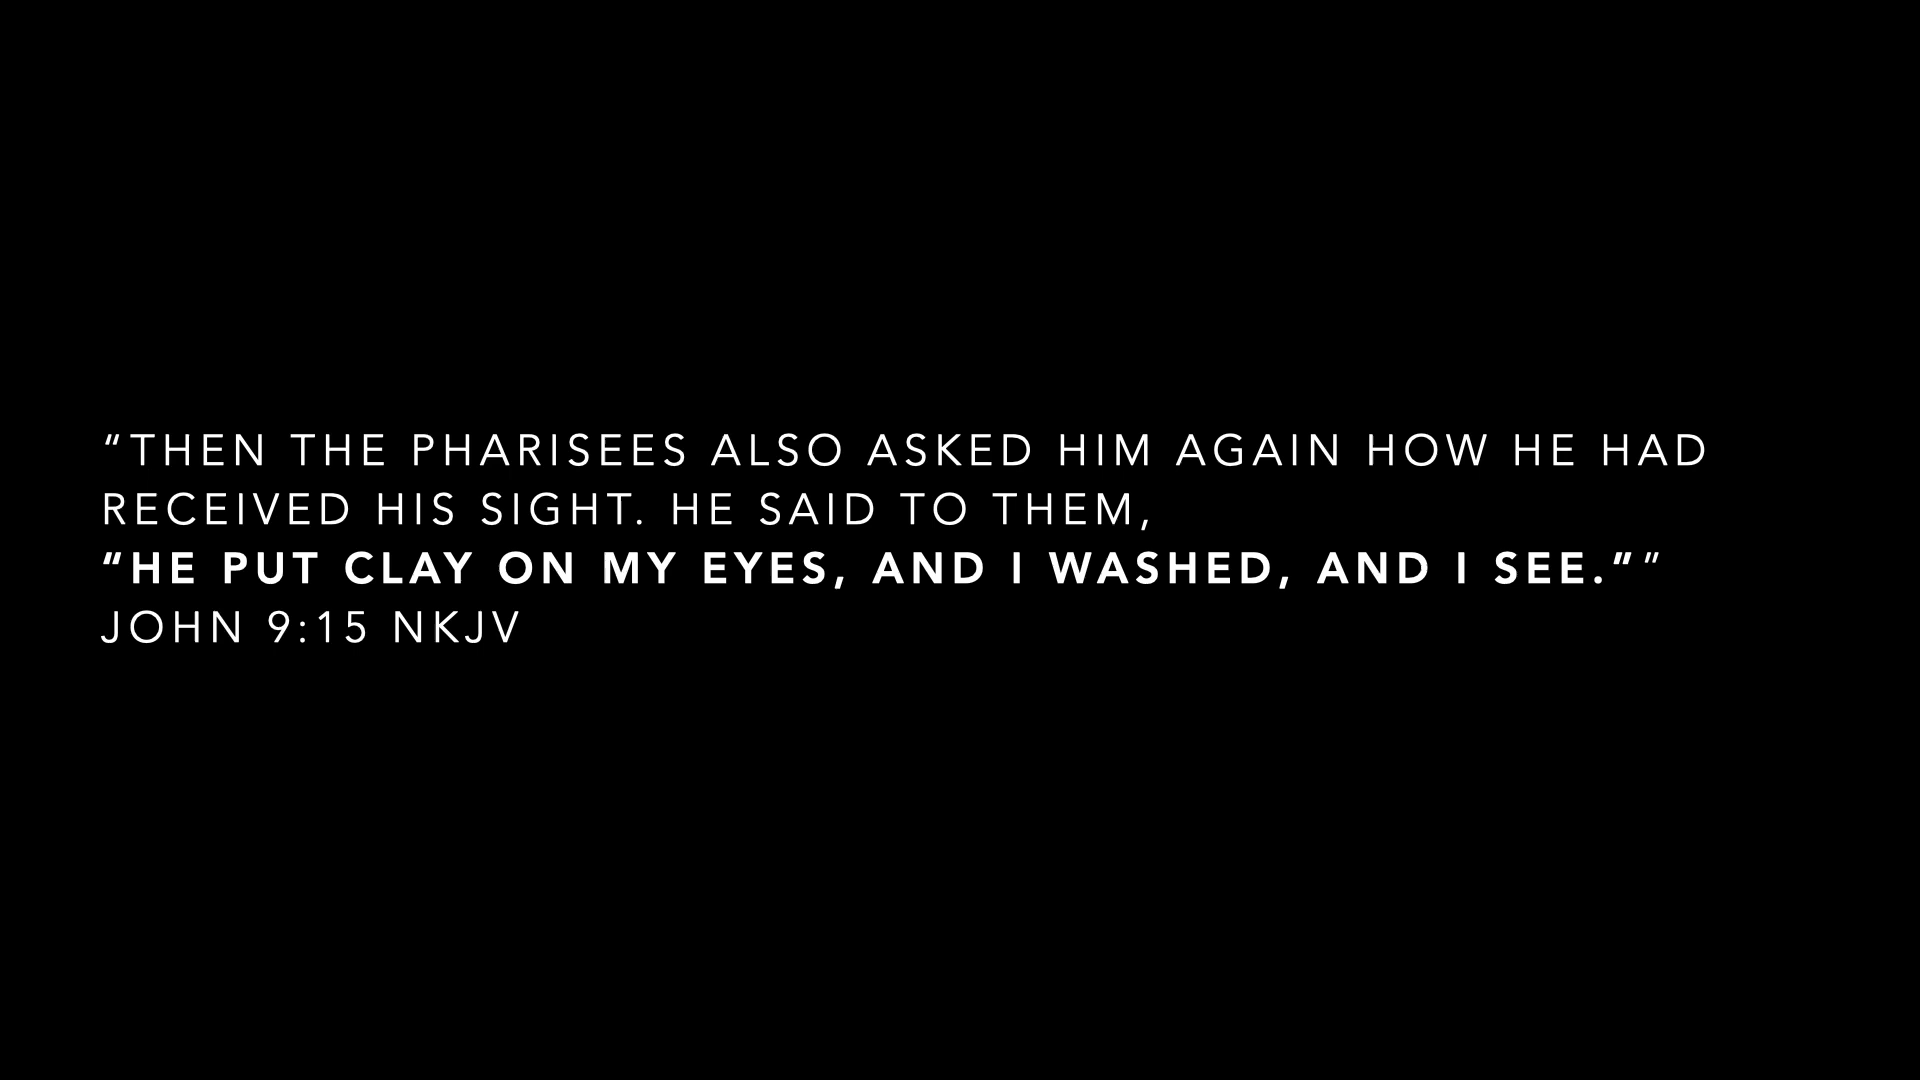 “THEN THE PHARISEES ALSO ASKED HIM AGAIN HOW HE HAD
RECEIVED HIS SIGHT. HE SAID TO THEM,
“HE PUT CLAY ON MY EYES, AND I WASHED, AND I SEE.“”
JOHN 9:15 NKJV